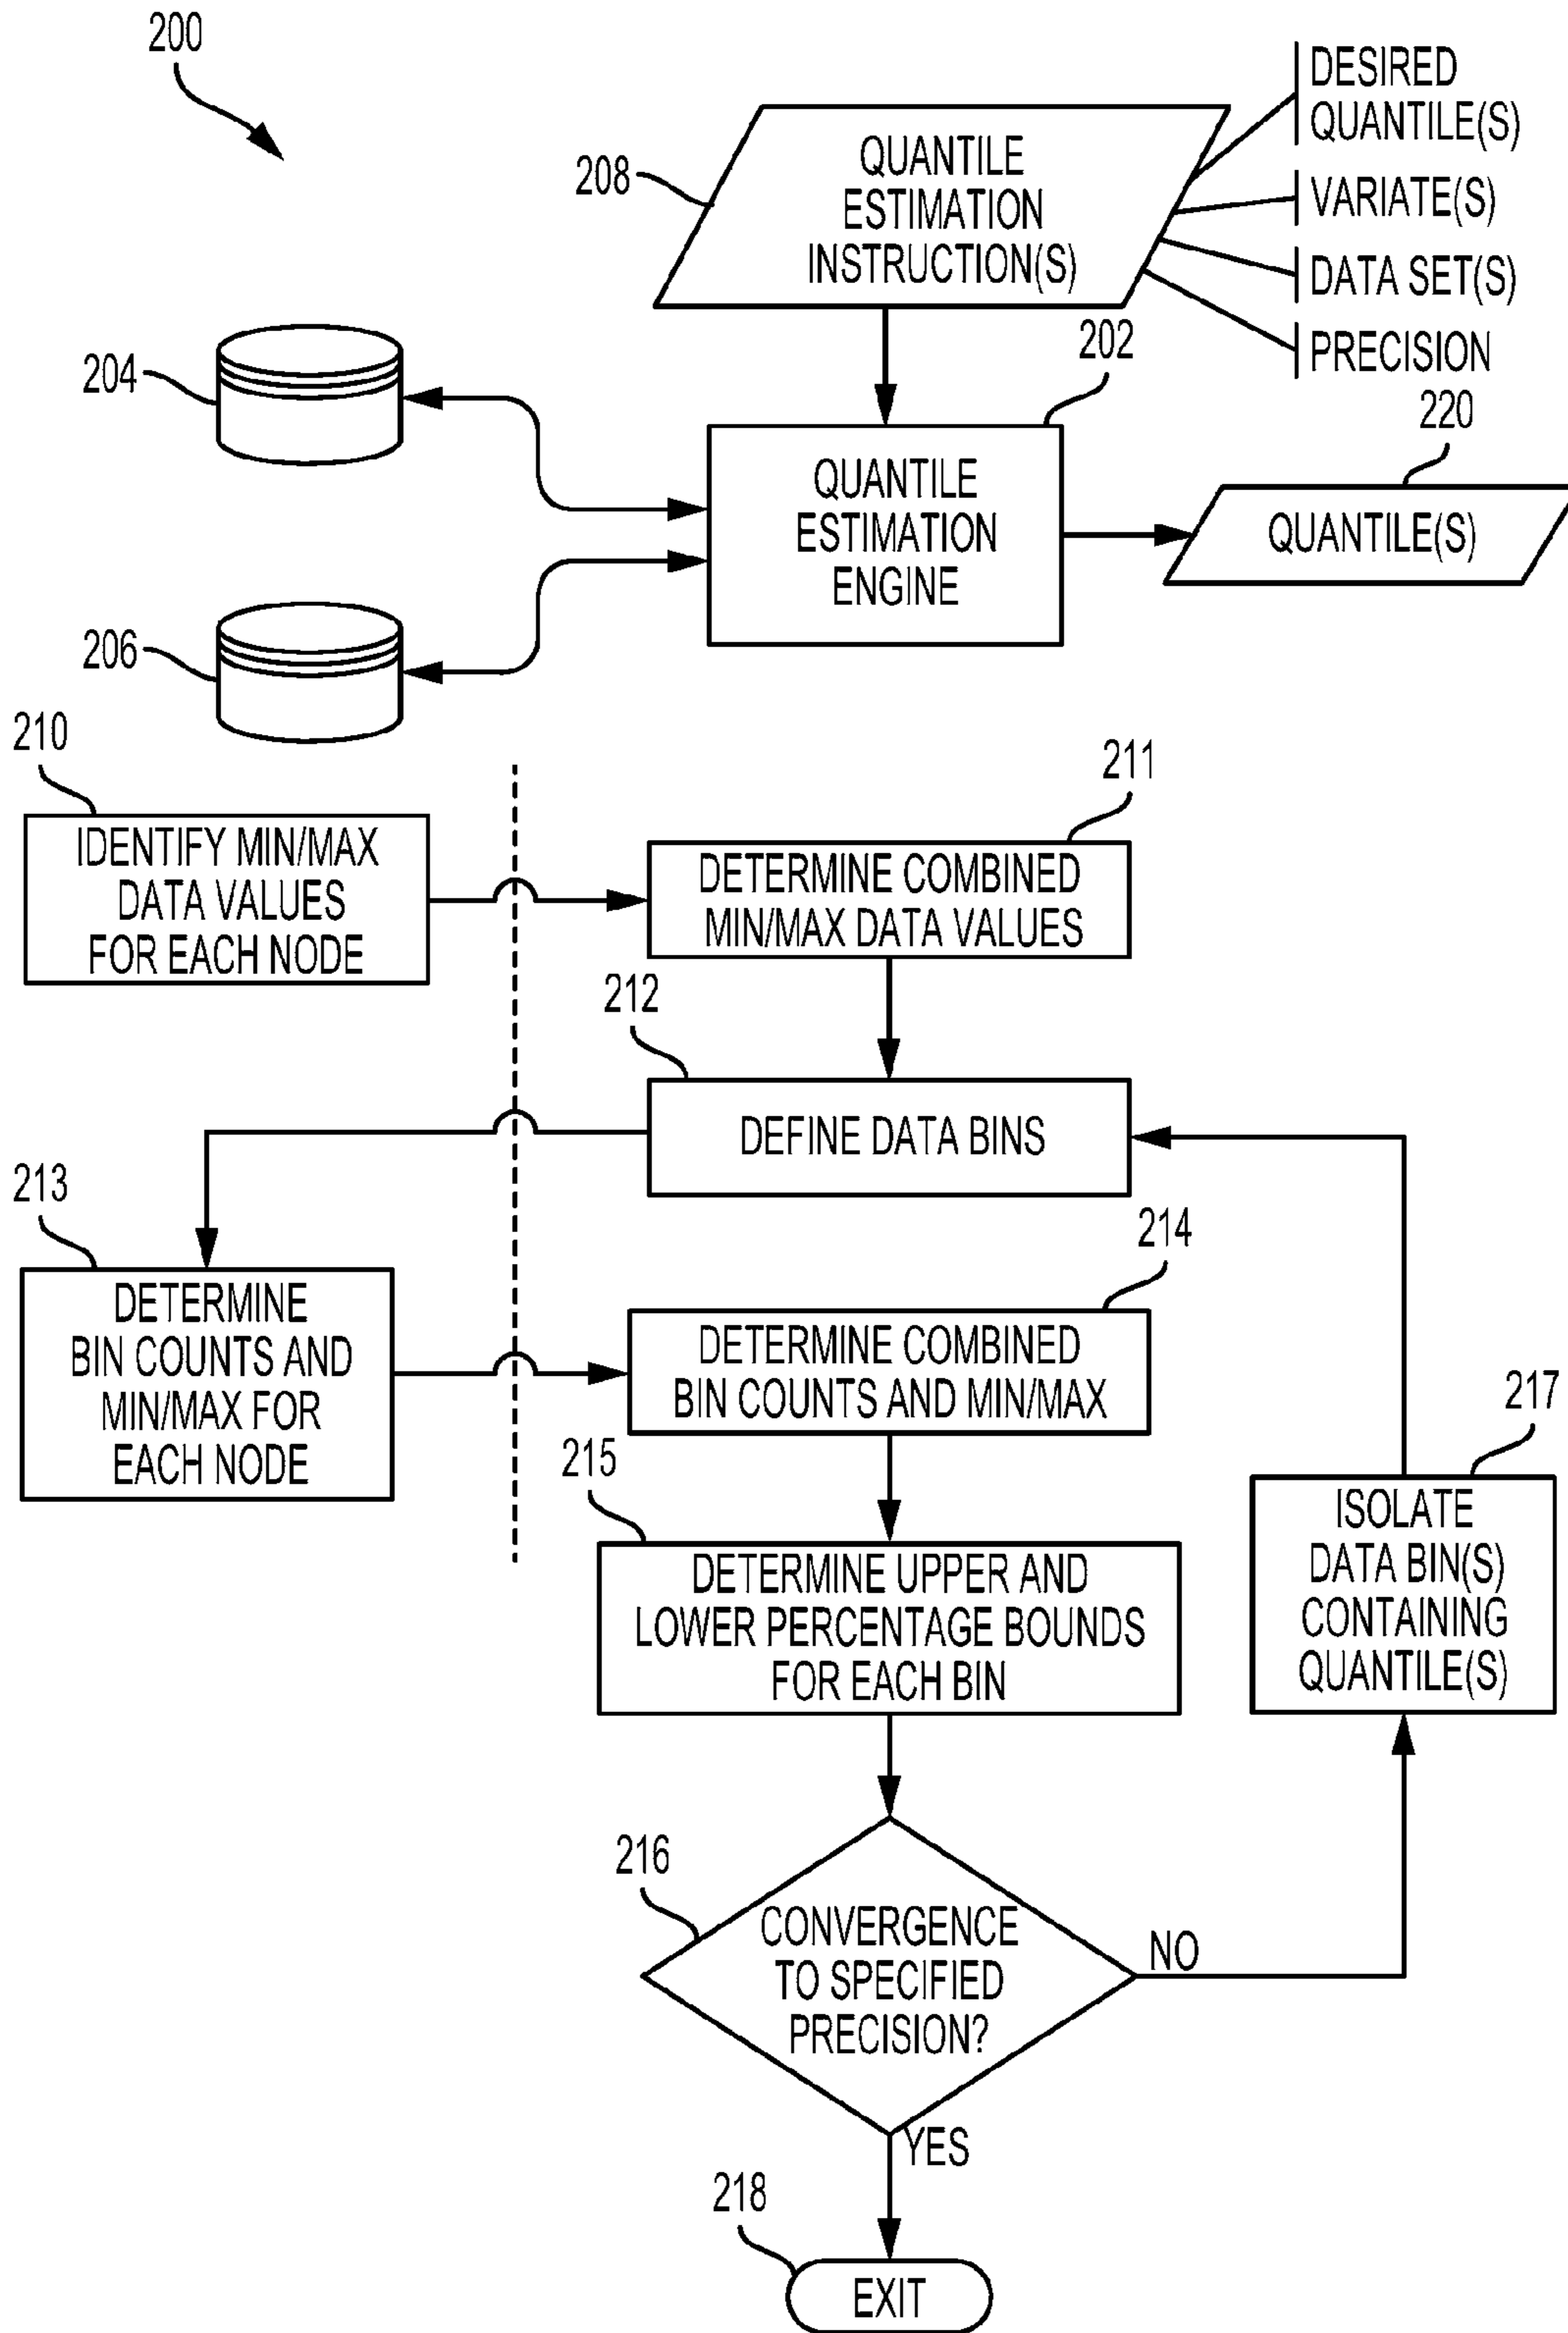 200
208
QUANTILE
ESTIMATION
INSTRUCTION(S)
DESIRED
QUANTILE(S)
VARIATE(S)
DATA SET(S)
PRECISION
204
202
QUANTILE
ESTIMATION
ENGINE
220
QUANTILE(S)
206
210
IDENTIFY MIN/MAX
DATA VALUES
FOR EACH NODE
211
DETERMINE COMBINED
MIN/MAX DATA VALUES
212
DEFINE DATA BINS
213
DETERMINE
BIN COUNTS AND
MIN/MAX FOR
EACH NODE
214
DETERMINE COMBINED
BIN COUNTS AND MIN/MAX
215
DETERMINE UPPER AND
LOWER PERCENTAGE BOUNDS
FOR EACH BIN
217
ISOLATE
DATA BIN(S)
CONTAINING
QUANTILE(S)
216
CONVERGENCE
TO SPECIFIED
PRECISION?
NO
YES
218
EXIT